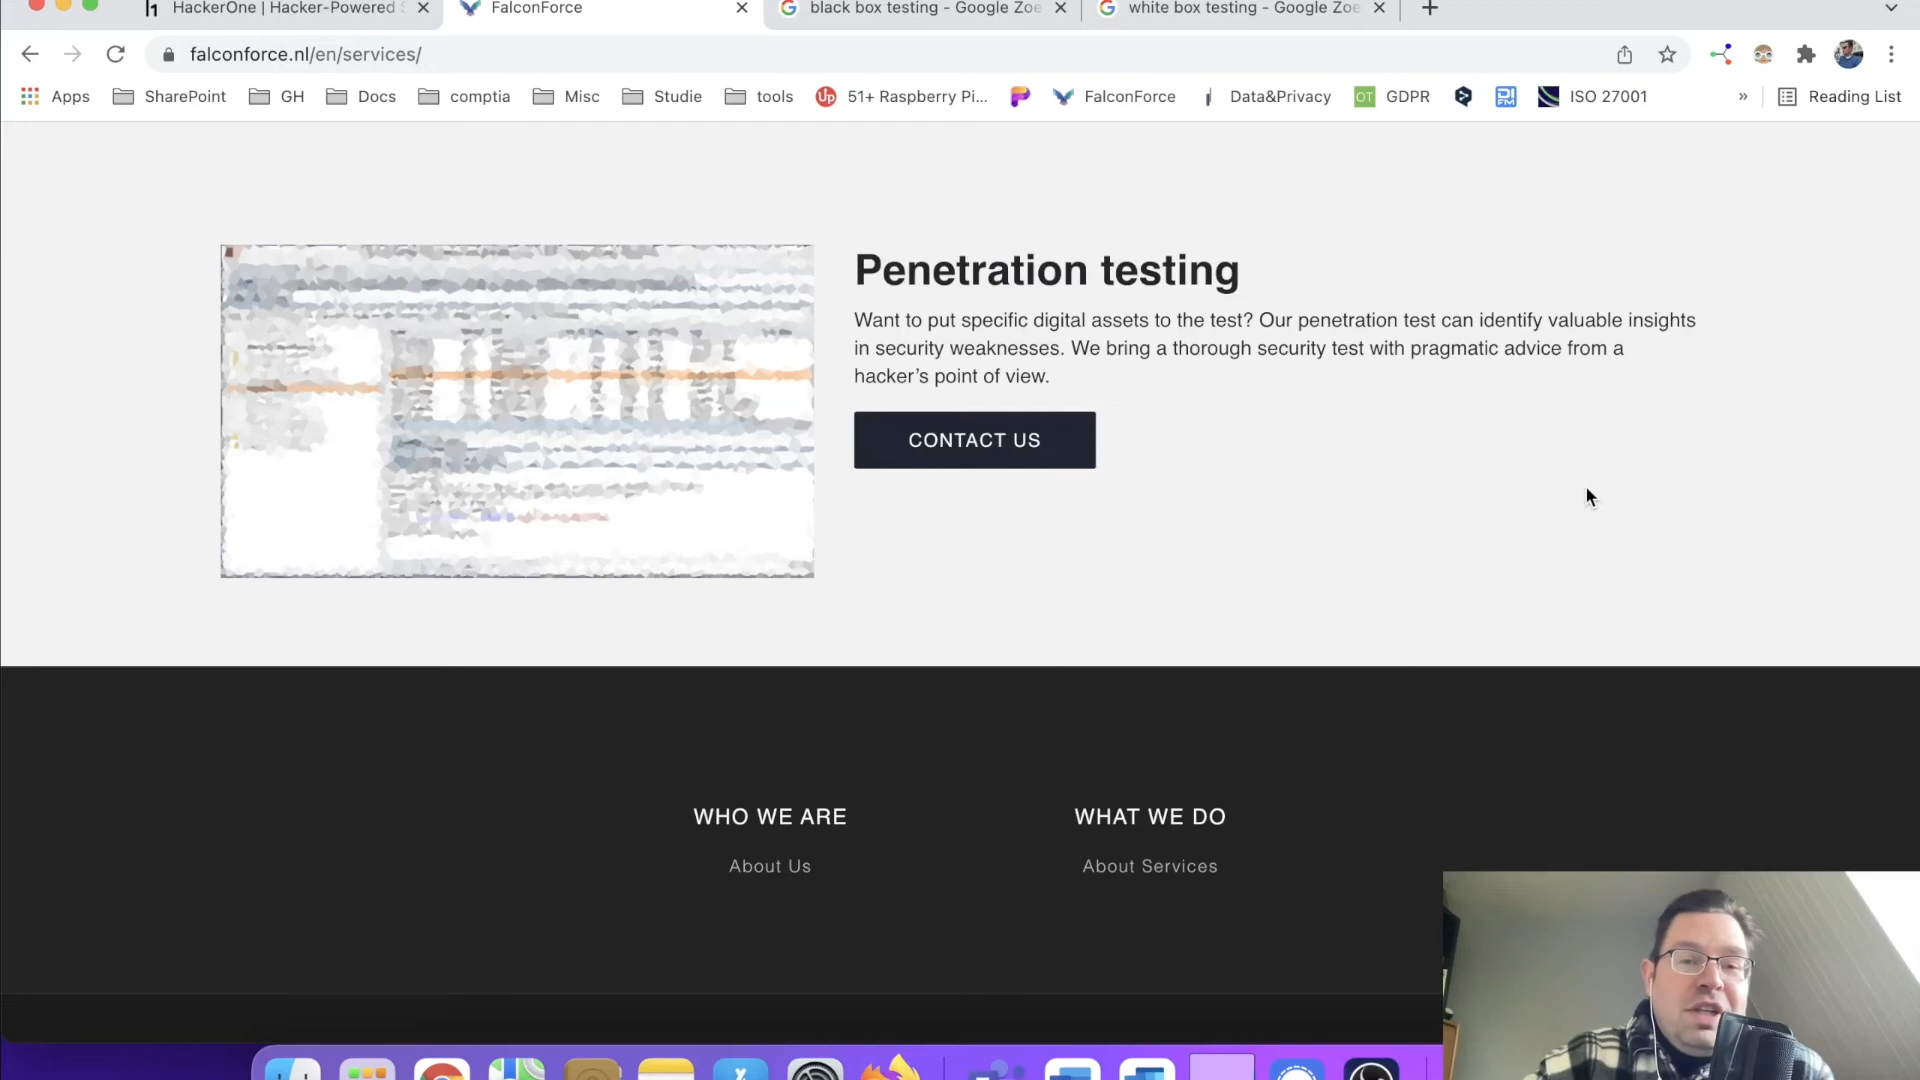 HackerOne | Hacker-Powered
FalconForce
black box testing - Google Zoe
white box testing - Google Zoe
falconforce.nl/en/services/
Apps
SharePoint
GH
Docs
comptia
Misc
Studie
tools
Up
51+ Raspberry Pi...
FalconForce
Data&Privacy
OT
GDPR
ISO 27001
»
Reading List
Penetration testing
Want to put specific digital assets to the test? Our penetration test can identify valuable insights
in security weaknesses. We bring a thorough security test with pragmatic advice from a
hacker’s point of view.
CONTACT US
WHO WE ARE
WHAT WE DO
About Us
About Services